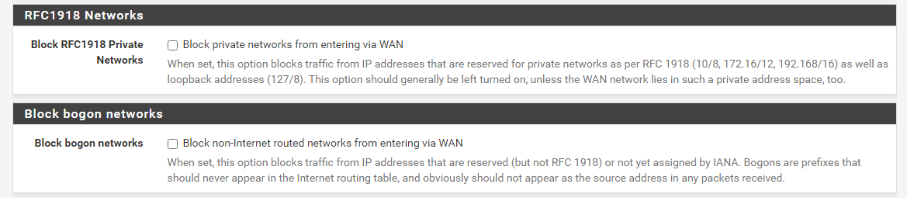 RFC1918 Networks
Block RFC1918 Private Networks
Block private networks from entering via WAN
When set, this option blocks traffic from IP addresses that are reserved for private networks as per RFC 1918 (10/8, 172.16/12, 192.168/16) as well as
loopback addresses (127/8). This option should generally be left turned on, unless the WAN network lies in such a private address space, too.
Block bogon networks
Block bogon networks
Block non-Internet routed networks from entering via WAN
When set, this option blocks traffic from IP addresses that are reserved (but not RFC 1918) or not yet assigned by IANA. Bogons are prefixes that
should never appear in the Internet routing table, and obviously should not appear as the source address in any packets received.